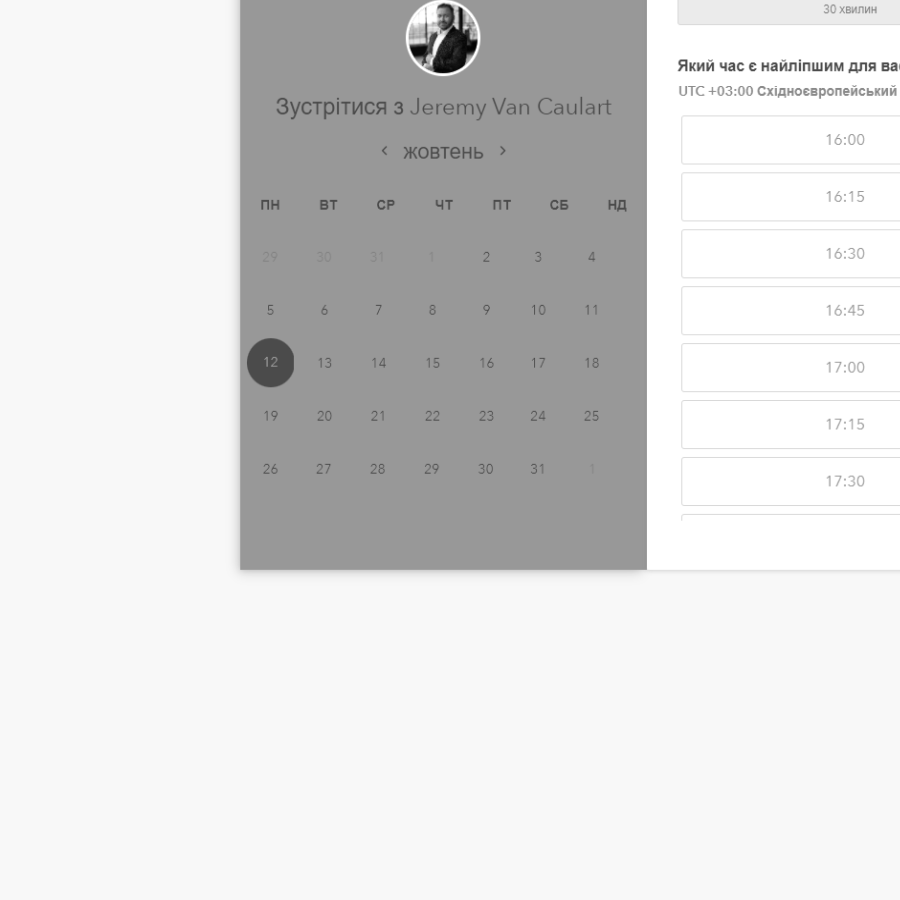 Зустрітися з Jeremy Van Caulart
жовтень
ПН ВТ СР ЧТ ПТ СБ НД
29 30 31 1 2 3 4
5 6 7 8 9 10 11
12 13 14 15 16 17 18
19 20 21 22 23 24 25
26 27 28 29 30 31 1
30 хвилин
Який час є найліпшим для ва
UTC +03:00 Східноєвропейський
16:00
16:15
16:30
16:45
17:00
17:15
17:30